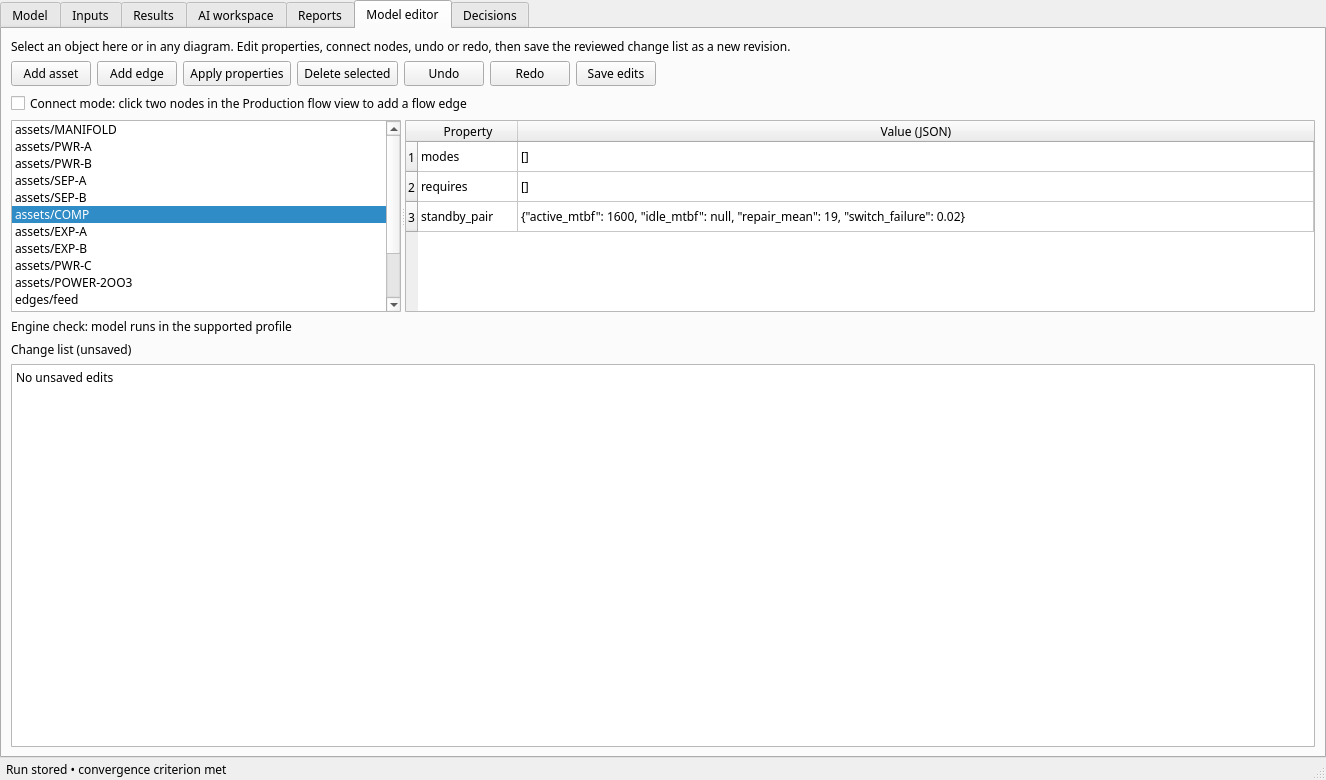 Model Inputs Results AI workspace Reports Model editor Decisions
Select an object here or in any diagram. Edit properties, connect nodes, undo or redo, then save the reviewed change list as a new revision.
Add asset Add edge Apply properties Delete selected Undo Redo Save edits
Connect mode: click two nodes in the Production flow view to add a flow edge
assets/MANIFOLD
assets/PWR-A
assets/PWR-B
assets/SEP-A
assets/SEP-B
assets/COMP
assets/EXP-A
assets/EXP-B
assets/PWR-C
assets/POWER-2OO3
edges/feed
Property Value (JSON)
1 modes []
2 requires []
3 standby_pair {"active_mtbf": 1600, "idle_mtbf": null, "repair_mean": 19, "switch_failure": 0.02}
Engine check: model runs in the supported profile
Change list (unsaved)
No unsaved edits
Run stored • convergence criterion met